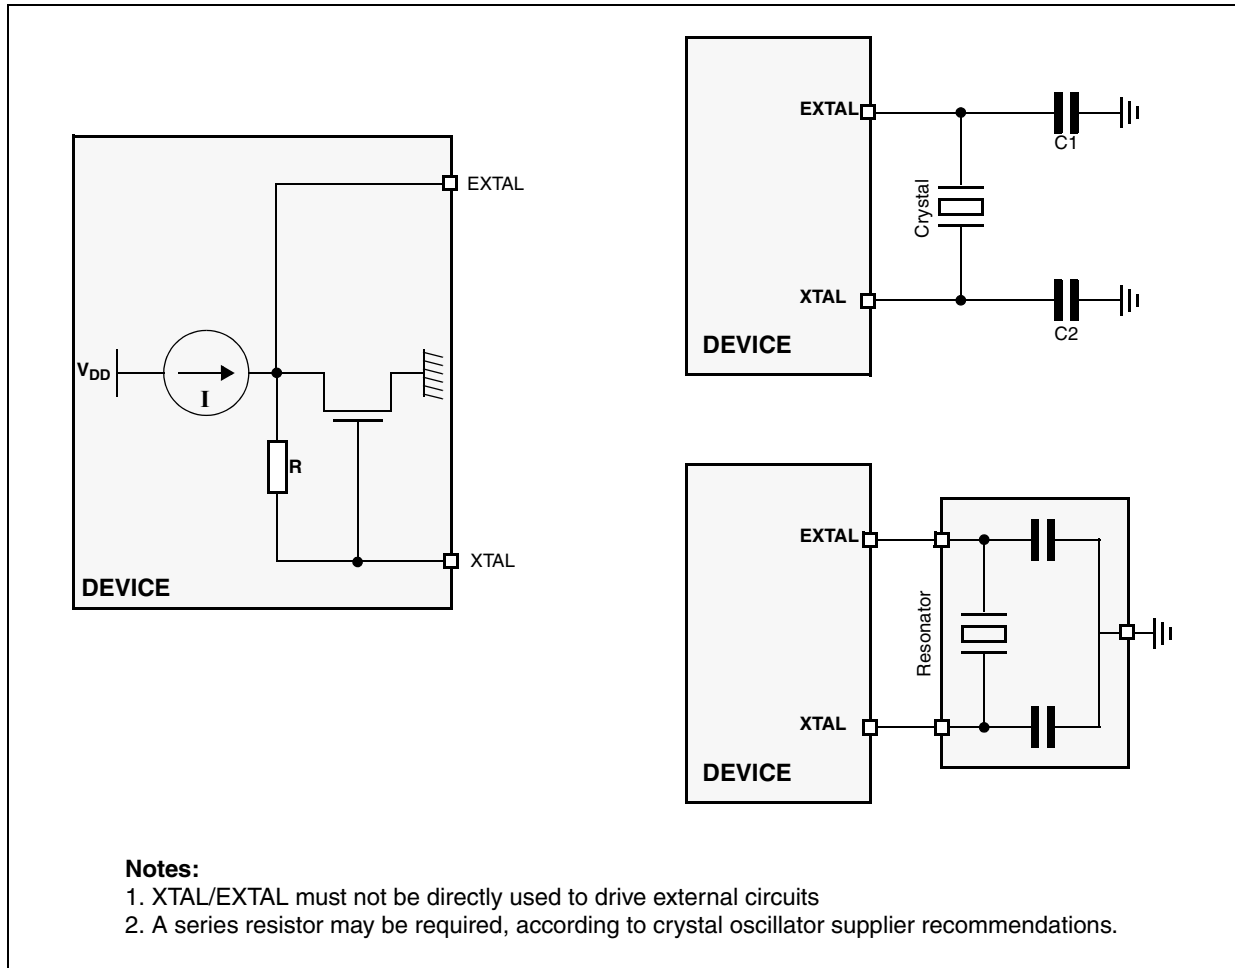 EXTAL
V_DD
I
R
XTAL
DEVICE
EXTAL
C1
Crystal
XTAL
C2
DEVICE
EXTAL
Resonator
XTAL
DEVICE
Notes:
1. XTAL/EXTAL must not be directly used to drive external circuits
2. A series resistor may be required, according to crystal oscillator supplier recommendations.